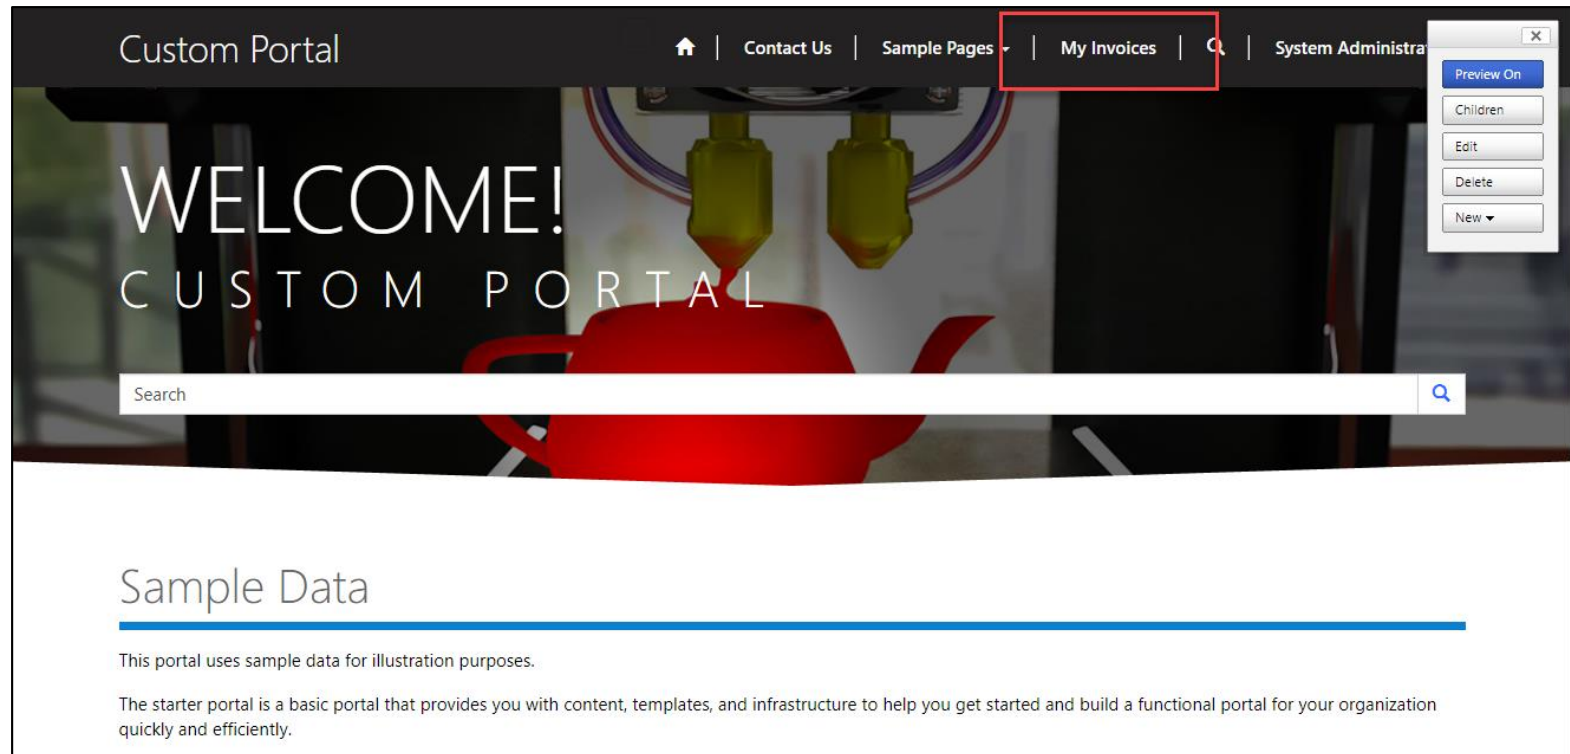 Custom Portal
Contact Us | Sample Pages | My Invoices | System Administra
Preview On
Children
Edit
Delete
New
WELCOME!
CUSTOM PORTAL
Search
Sample Data
This portal uses sample data for illustration purposes.
The starter portal is a basic portal that provides you with content, templates, and infrastructure to help you get started and build a functional portal for your organization
quickly and efficiently.